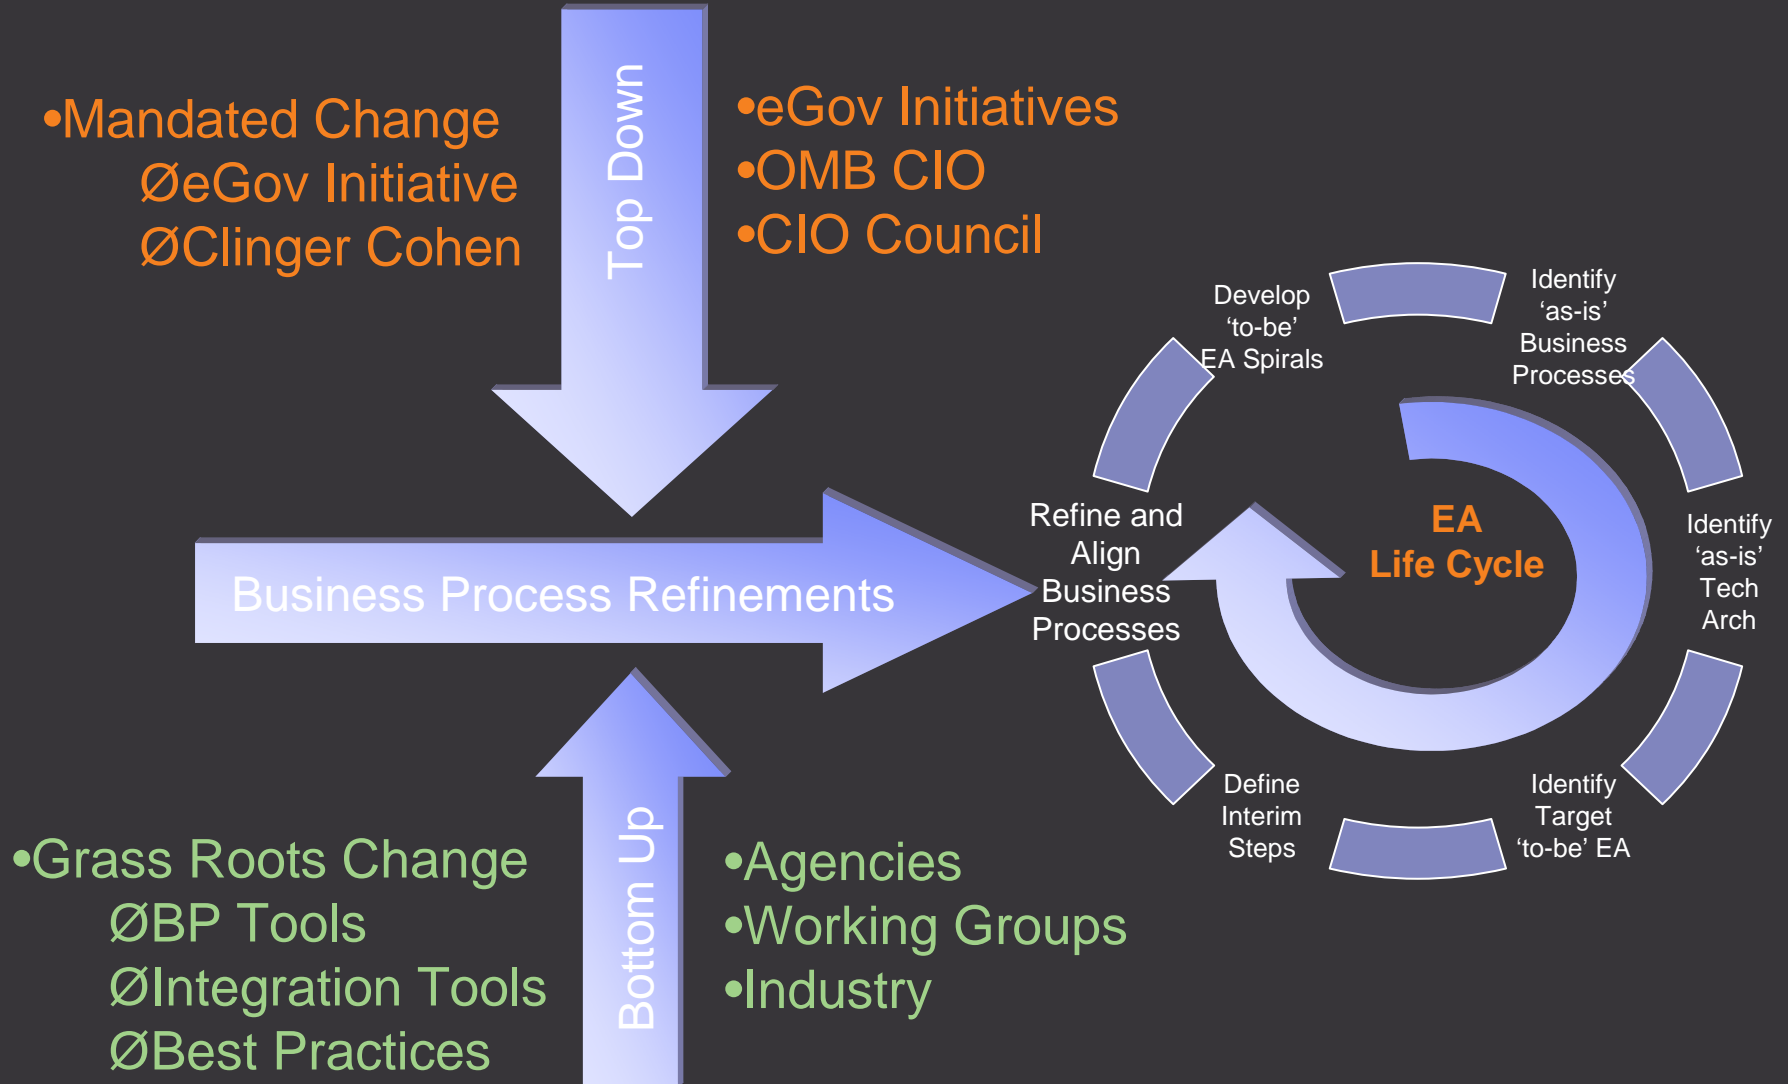 •Mandated Change
ØeGov Initiative
ØClinger Cohen
Top Down
•eGov Initiatives
•OMB CIO
•CIO Council
Business Process Refinements
•Grass Roots Change
ØBP Tools
ØIntegration Tools
ØBest Practices
Bottom Up
•Agencies
•Working Groups
•Industry
Develop
‘to-be’
EA Spirals
Identify
‘as-is’
Business
Processes
Identify
‘as-is’
Tech
Arch
Identify
Target
‘to-be’ EA
Define
Interim
Steps
Refine and
Align
Business
Processes
EA
Life Cycle